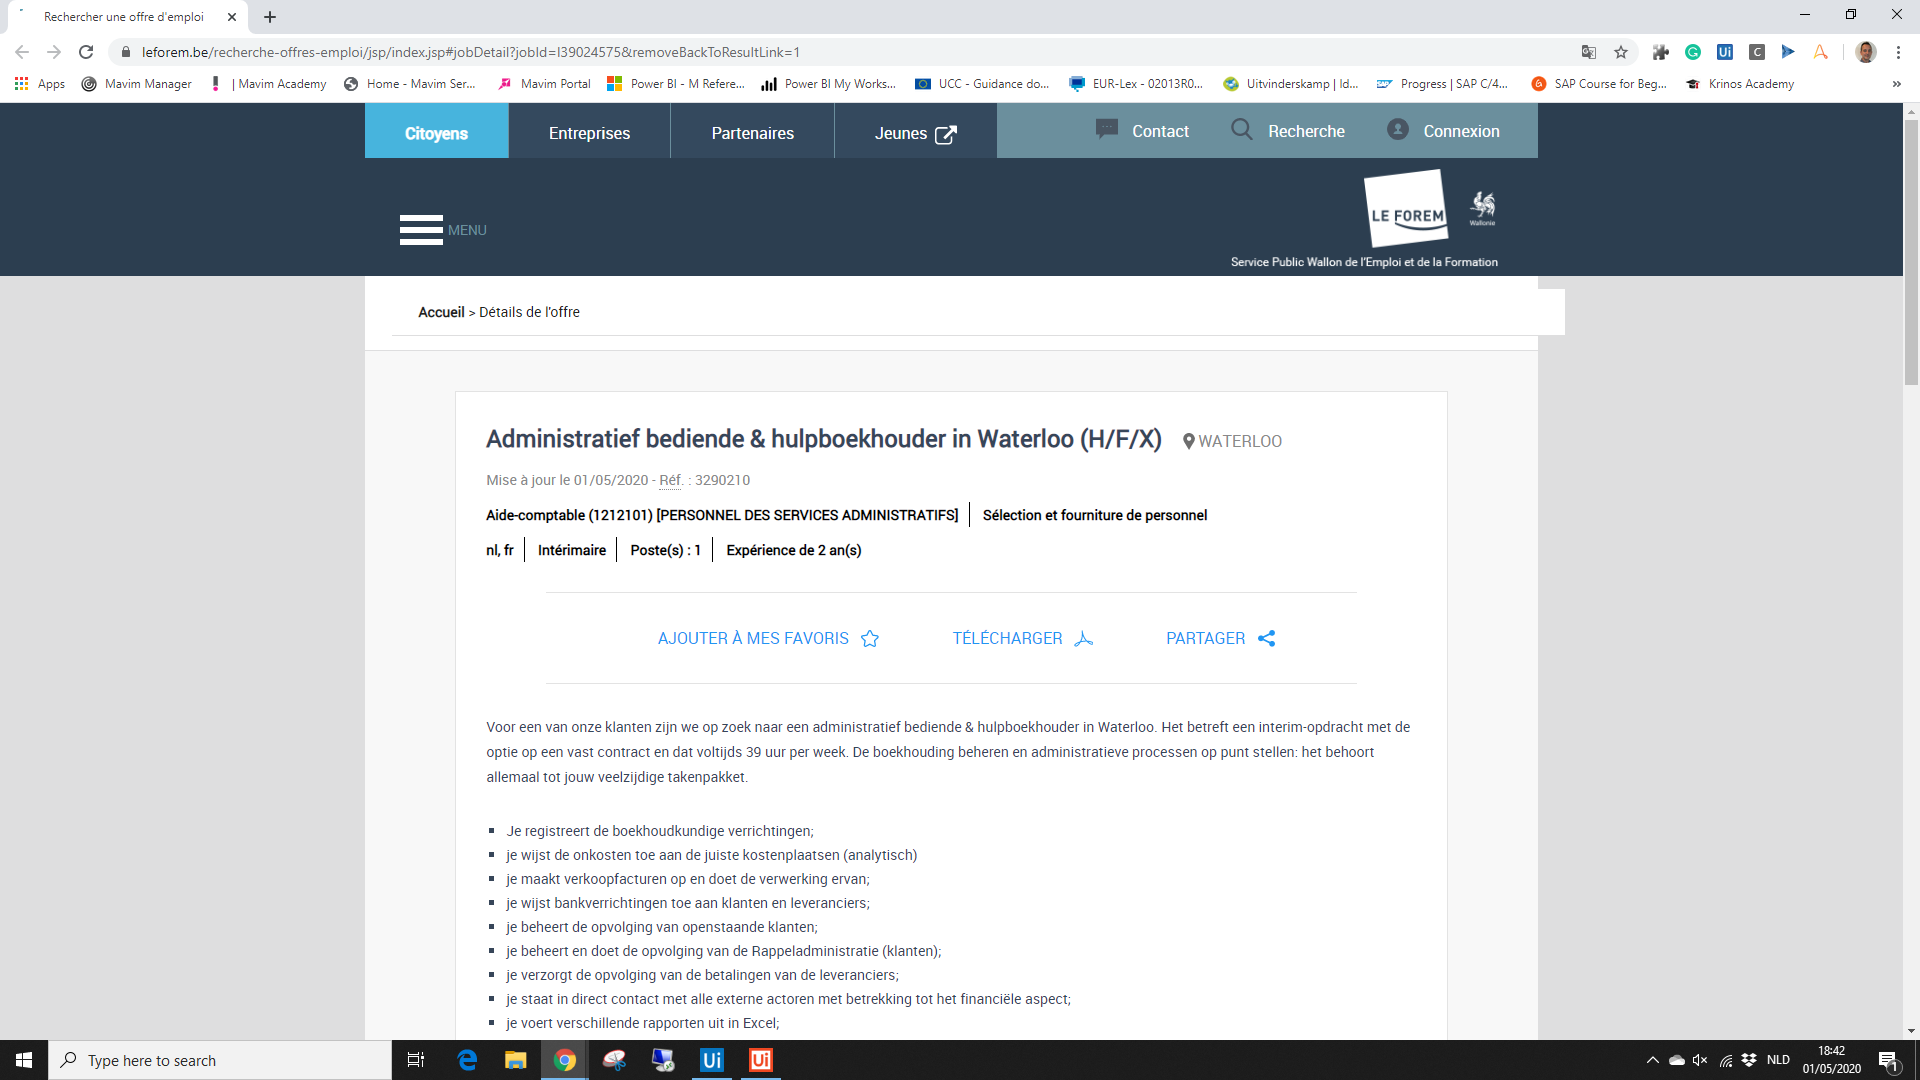 Rechercher une offre d'emploi
leforem.be/recherche-offres-emploi/jsp/index.jsp#jobDetail?jobId=I39024575&removeBackToResultLink=1
Apps
Mavim Manager
| Mavim Academy
Home - Mavim Ser...
Mavim Portal
Power BI - M Refere...
Power BI My Works...
UCC - Guidance do...
EUR-Lex - 02013R0...
Uitvinderskamp | Id...
Progress | SAP C/4...
SAP Course for Beg...
Krinos Academy
»
Citoyens
Entreprises
Partenaires
Jeunes
Contact
Recherche
Connexion
MENU
LE FOREM
Wallonie
Service Public Wallon de l'Emploi et de la Formation
Accueil > Détails de l'offre
Administratief bediende & hulpboekhouder in Waterloo (H/F/X) WATERLOO
Mise à jour le 01/05/2020 - Réf. : 3290210
Aide-comptable (1212101) [PERSONNEL DES SERVICES ADMINISTRATIFS] Sélection et fourniture de personnel
nl, fr Intérimaire Poste(s) : 1 Expérience de 2 an(s)
AJOUTER À MES FAVORIS
TÉLÉCHARGER
PARTAGER
Voor een van onze klanten zijn we op zoek naar een administratief bediende & hulpboekhouder in Waterloo. Het betreft een interim-opdracht met de
optie op een vast contract en dat voltijds 39 uur per week. De boekhouding beheren en administratieve processen op punt stellen: het behoort
allemaal tot jouw veelzijdige takenpakket.
Je registreert de boekhoudkundige verrichtingen;
je wijst de onkosten toe aan de juiste kostenplaatsen (analytisch)
je maakt verkoopfacturen op en doet de verwerking ervan;
je wijst bankverrichtingen toe aan klanten en leveranciers;
je beheert de opvolging van openstaande klanten;
je beheert en doet de opvolging van de Rappeladministratie (klanten);
je verzorgt de opvolging van de betalingen van de leveranciers;
je staat in direct contact met alle externe actoren met betrekking tot het financiële aspect;
je voert verschillende rapporten uit in Excel;
Type here to search
Ui
Ui
NLD
18:42
01/05/2020
1